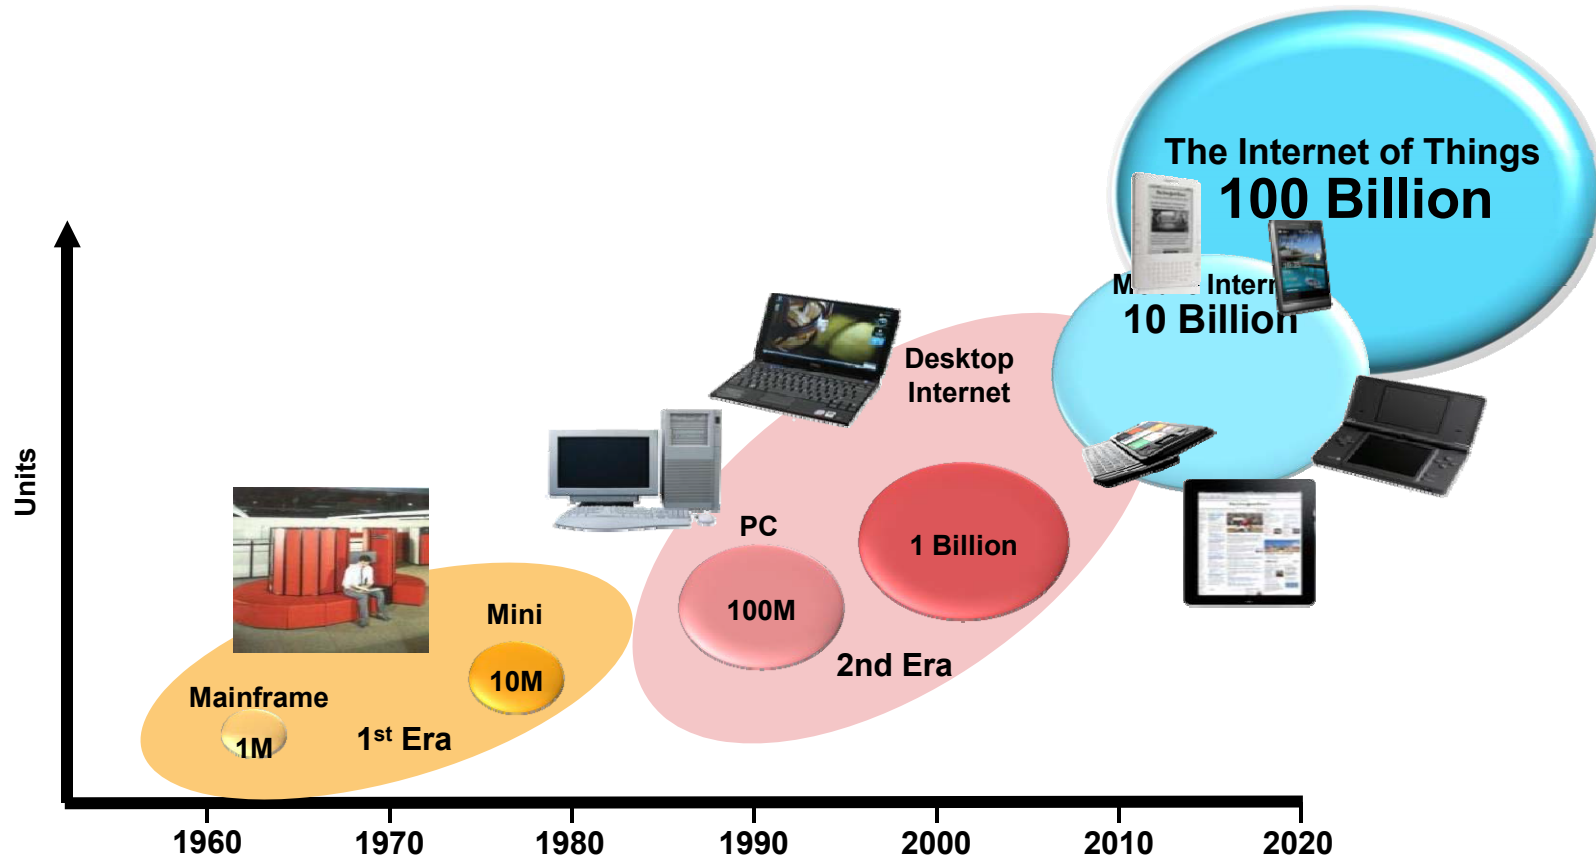 The Internet of Things
100 Billion
Intern
10 Billion
Desktop
Internet
Units
PC
1 Billion
100M
Mini
2nd Era
10M
Mainframe
1st Era
1M
1960
1970
1980
1990
2000
2010
2020